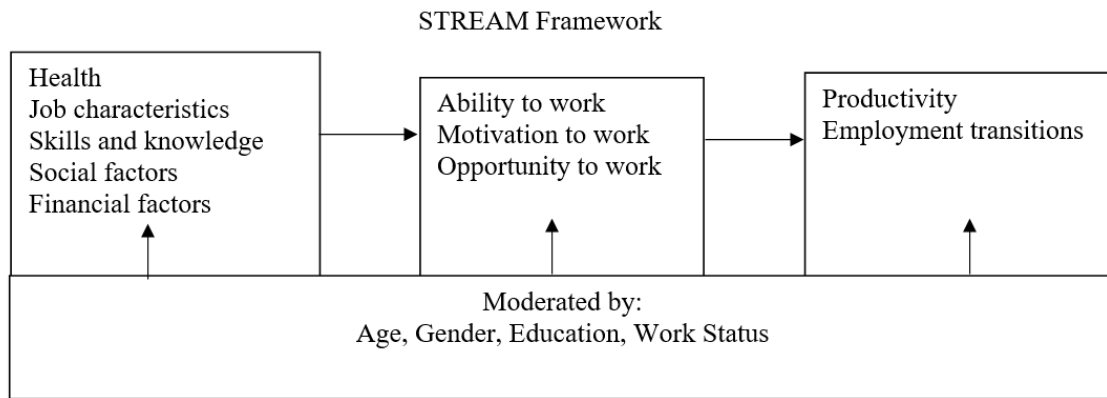 STREAM Framework
Health
Job characteristics
Skills and knowledge
Social factors
Financial factors
Ability to work
Motivation to work
Opportunity to work
Productivity
Employment transitions
Moderated by:
Age, Gender, Education, Work Status